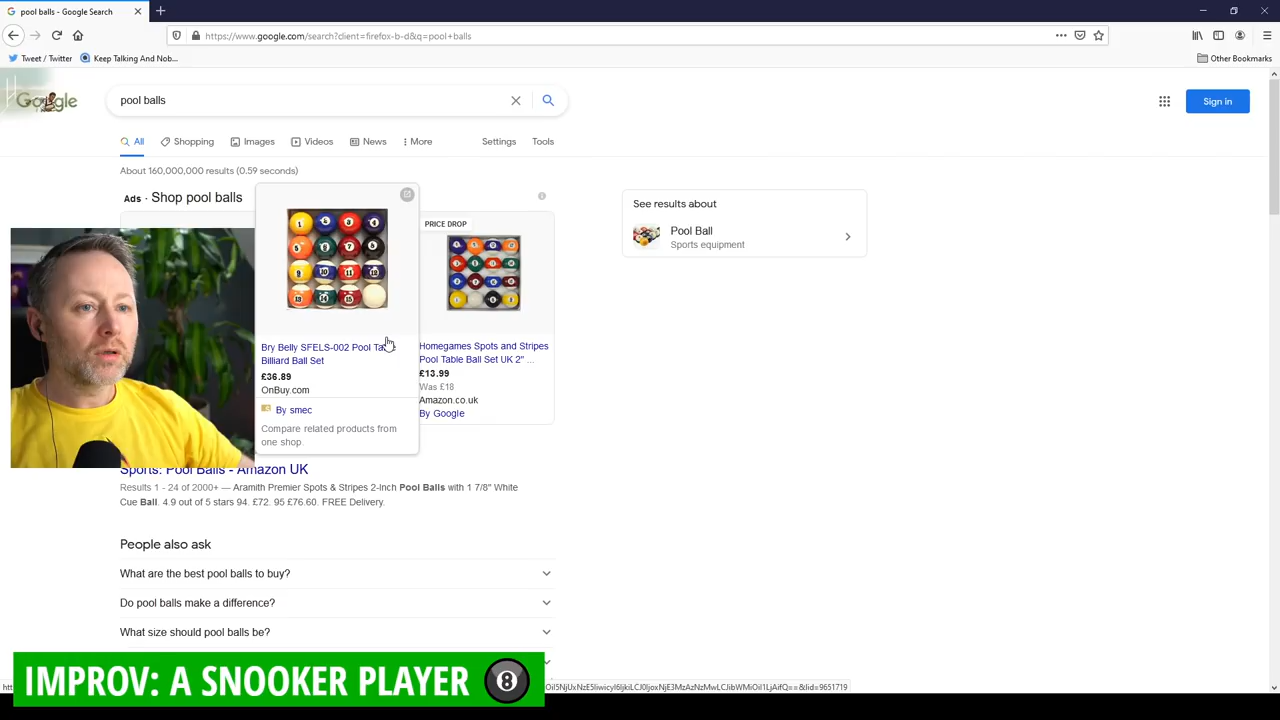 pool balls - Google Search
https://www.google.com/search?client=firefox-b-d&q=pool+balls
Tweet / Twitter
Keep Talking And Nob...
Other Bookmarks
Google
pool balls
Sign in
All
Shopping
Images
Videos
News
More
Settings
Tools
About 160,000,000 results (0.59 seconds)
Ads · Shop pool balls
Bry Belly SFELS-002 Pool Ta
Billiard Ball Set
£36.89
OnBuy.com
By smec
Compare related products from
one shop.
PRICE DROP
Homegames Spots and Stripes
Pool Table Ball Set UK 2" ...
£13.99
Was £18
Amazon.co.uk
By Google
See results about
Pool Ball
Sports equipment
Sports: Pool Balls - Amazon UK
Results 1 - 24 of 2000+ — Aramith Premier Spots & Stripes 2-Inch Pool Balls with 1 7/8" White
Cue Ball. 4.9 out of 5 stars 94. £72. 95 £76.60. FREE Delivery.
People also ask
What are the best pool balls to buy?
Do pool balls make a difference?
What size should pool balls be?
IMPROV: A SNOOKER PLAYER 8